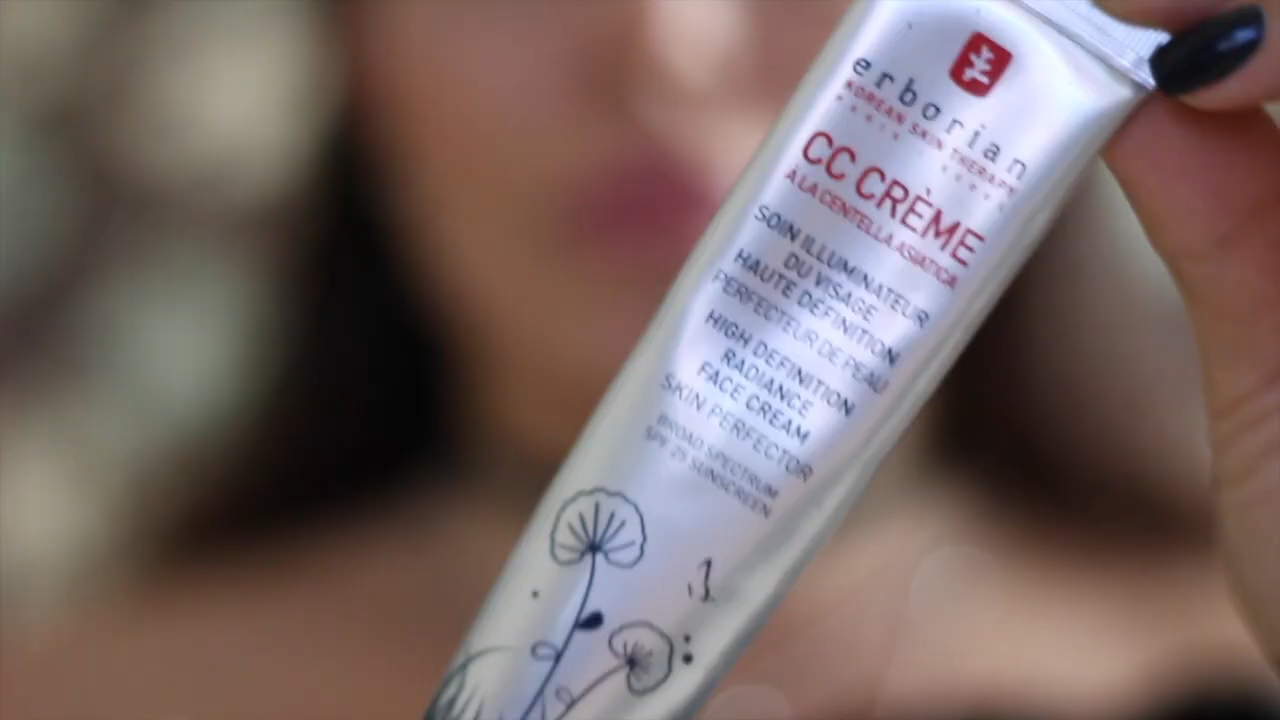 erborian
KOREAN SKIN THERAPY
CC CRÈME
À LA CENTELLA ASIATICA
SOIN ILLUMINATEUR
DU VISAGE
HAUTE DÉFINITION
PERFECTEUR DE PEAU
HIGH DEFINITION
RADIANCE
FACE CREAM
SKIN PERFECTOR
BROAD SPECTRUM
SPF 25 SUNSCREEN